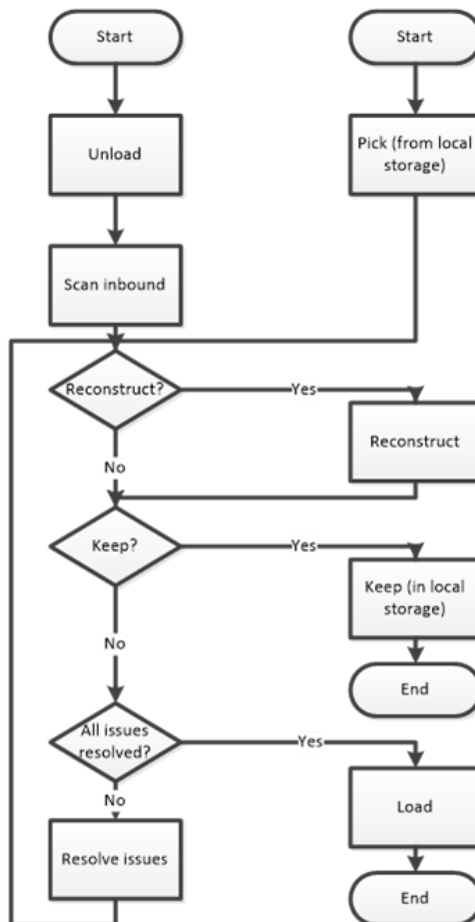 Start
Start
Unload
Pick (from local
storage)
Scan inbound
Reconstruct?
Yes
Reconstruct
No
Keep?
Yes
Keep (in local
storage)
No
End
All issues
resolved?
Yes
No
Load
Resolve issues
End